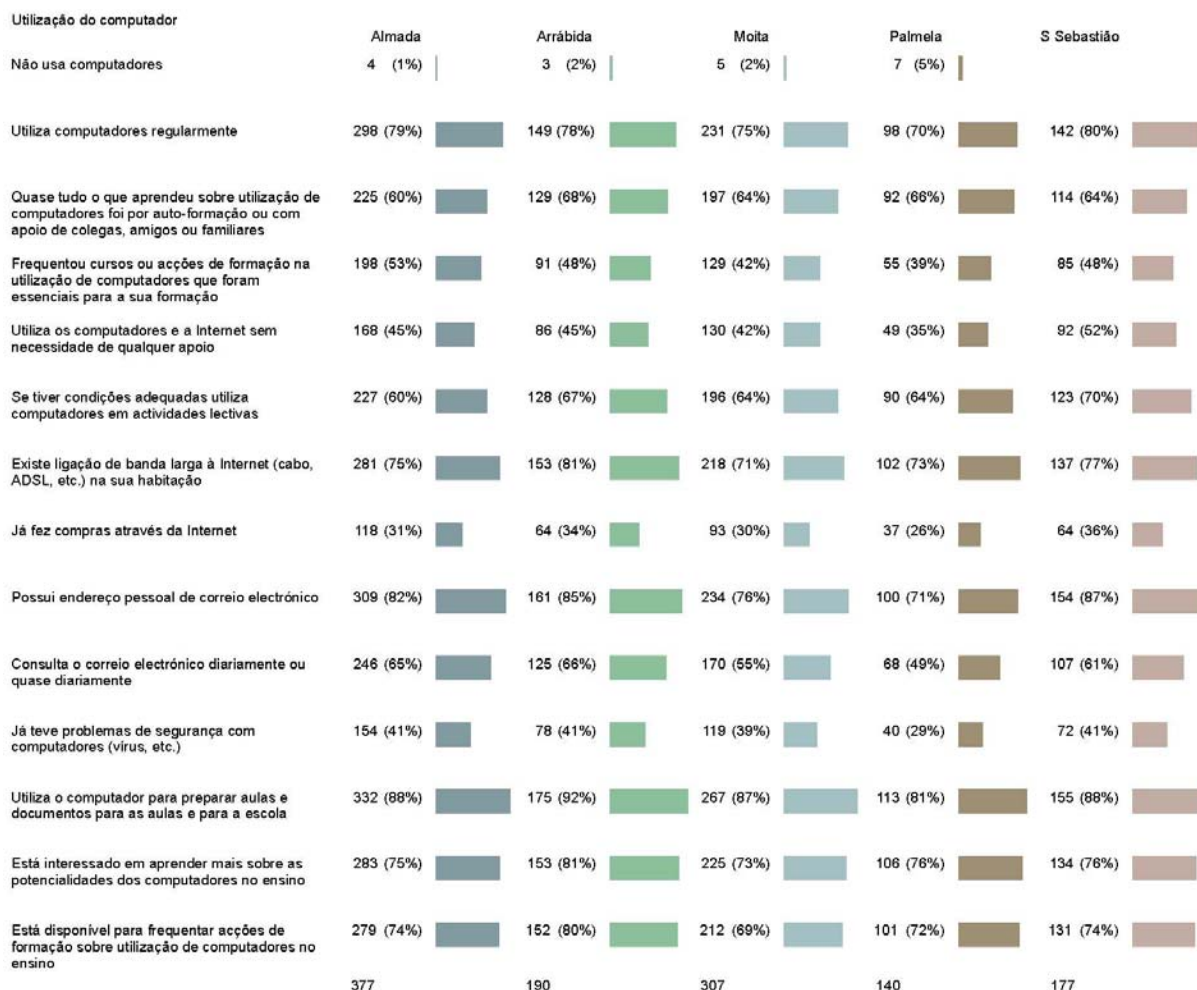 Utilização do computador
Almada Arrábida Moita Palmela S Sebastião
Não usa computadores 4 (1%) 3 (2%) 5 (2%) 7 (5%)
Utiliza computadores regularmente 298 (79%) 149 (78%) 231 (75%) 98 (70%) 142 (80%)
Quase tudo o que aprendeu sobre utilização de
computadores foi por auto-formação ou com
apoio de colegas, amigos ou familiares
225 (60%) 129 (68%) 197 (64%) 92 (66%) 114 (64%)
Frequentou cursos ou acções de formação na
utilização de computadores que foram
essenciais para a sua formação
198 (53%) 91 (48%) 129 (42%) 55 (39%) 85 (48%)
Utiliza os computadores e a Internet sem
necessidade de qualquer apoio
168 (45%) 86 (45%) 130 (42%) 49 (35%) 92 (52%)
Se tiver condições adequadas utiliza
computadores em actividades lectivas
227 (60%) 128 (67%) 196 (64%) 90 (64%) 123 (70%)
Existe ligação de banda larga à Internet (cabo,
ADSL, etc.) na sua habitação
281 (75%) 153 (81%) 218 (71%) 102 (73%) 137 (77%)
Já fez compras através da Internet 118 (31%) 64 (34%) 93 (30%) 37 (26%) 64 (36%)
Possui endereço pessoal de correio electrónico 309 (82%) 161 (85%) 234 (76%) 100 (71%) 154 (87%)
Consulta o correio electrónico diariamente ou
quase diariamente
246 (65%) 125 (66%) 170 (55%) 68 (49%) 107 (61%)
Já teve problemas de segurança com
computadores (vírus, etc.)
154 (41%) 78 (41%) 119 (39%) 40 (29%) 72 (41%)
Utiliza o computador para preparar aulas e
documentos para as aulas e para a escola
332 (88%) 175 (92%) 267 (87%) 113 (81%) 155 (88%)
Está interessado em aprender mais sobre as
potencialidades dos computadores no ensino
283 (75%) 153 (81%) 225 (73%) 106 (76%) 134 (76%)
Está disponível para frequentar acções de
formação sobre utilização de computadores no
ensino
279 (74%) 152 (80%) 212 (69%) 101 (72%) 131 (74%)
377 190 307 140 177